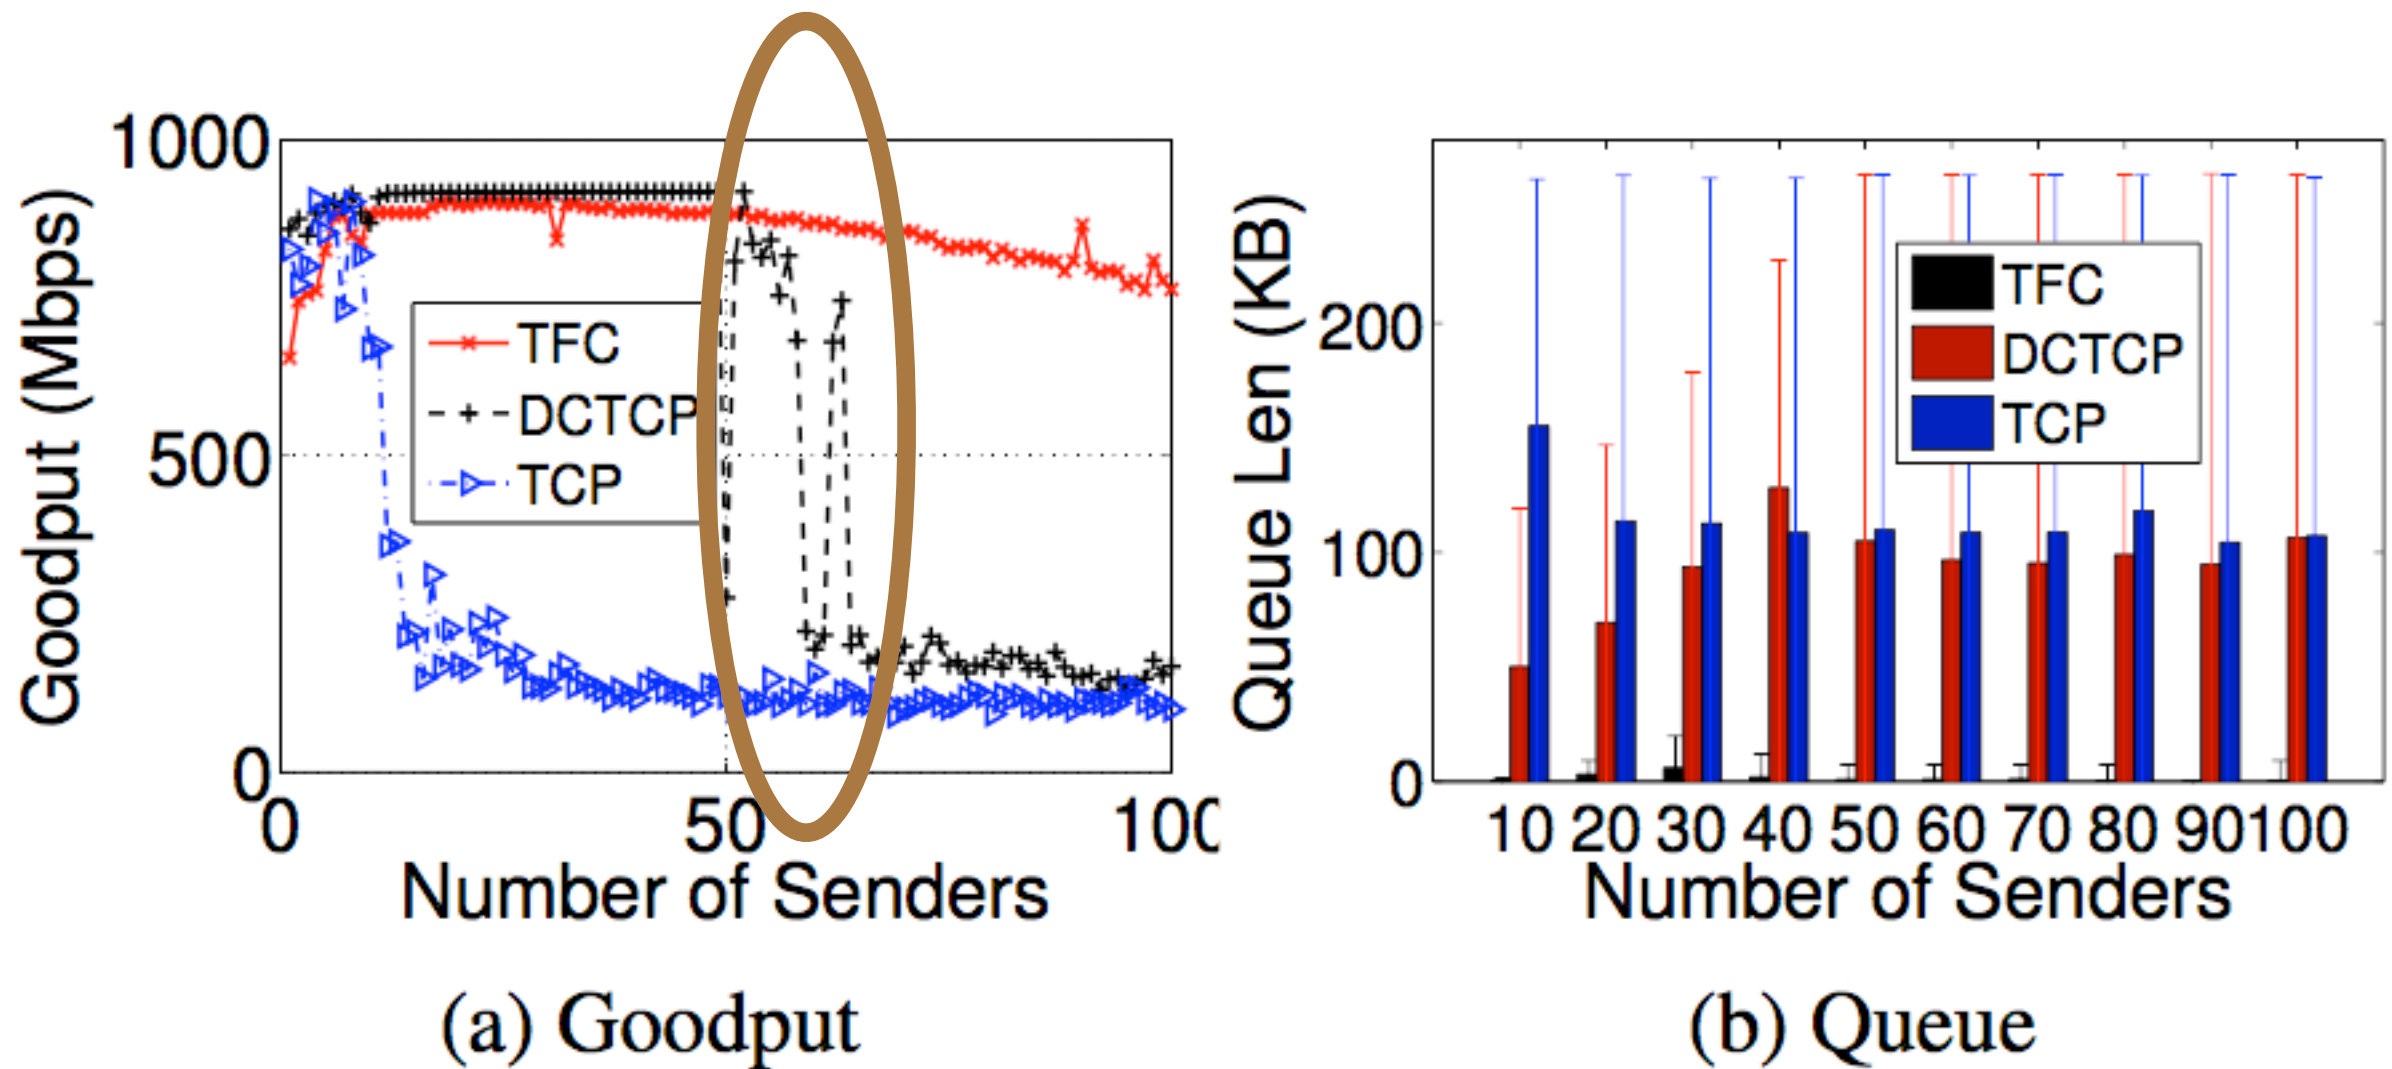 1000
500
0
Goodput (Mbps)
TFC
DCTCP
TCP
0 50 100
Number of Senders
(a) Goodput
200
100
0
Queue Len (KB)
TFC
DCTCP
TCP
10 20 30 40 50 60 70 80 90 100
Number of Senders
(b) Queue